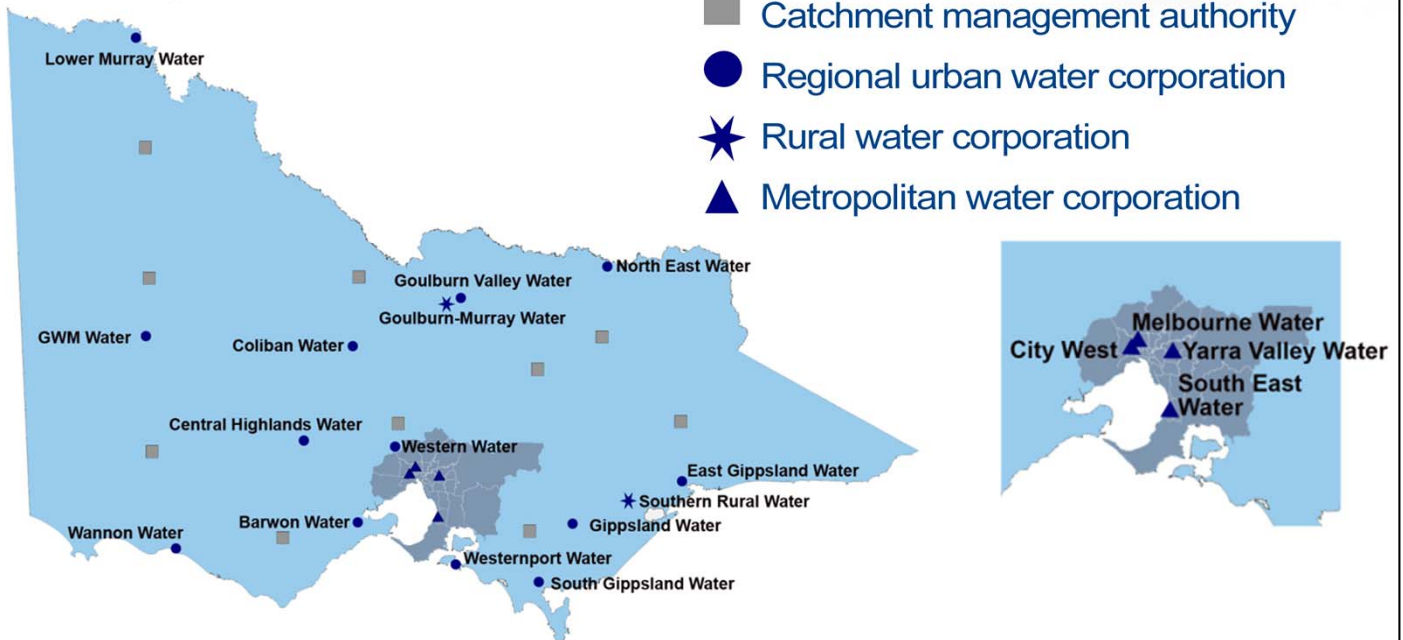 Catchment management authority
Regional urban water corporation
Rural water corporation
Metropolitan water corporation
Lower Murray Water
North East Water
Goulburn Valley Water
Goulburn-Murray Water
GWM Water
Coliban Water
Central Highlands Water
Western Water
East Gippsland Water
Southern Rural Water
Barwon Water
Gippsland Water
Wannon Water
Westernport Water
South Gippsland Water
Melbourne Water
City West
Yarra Valley Water
South East
Water